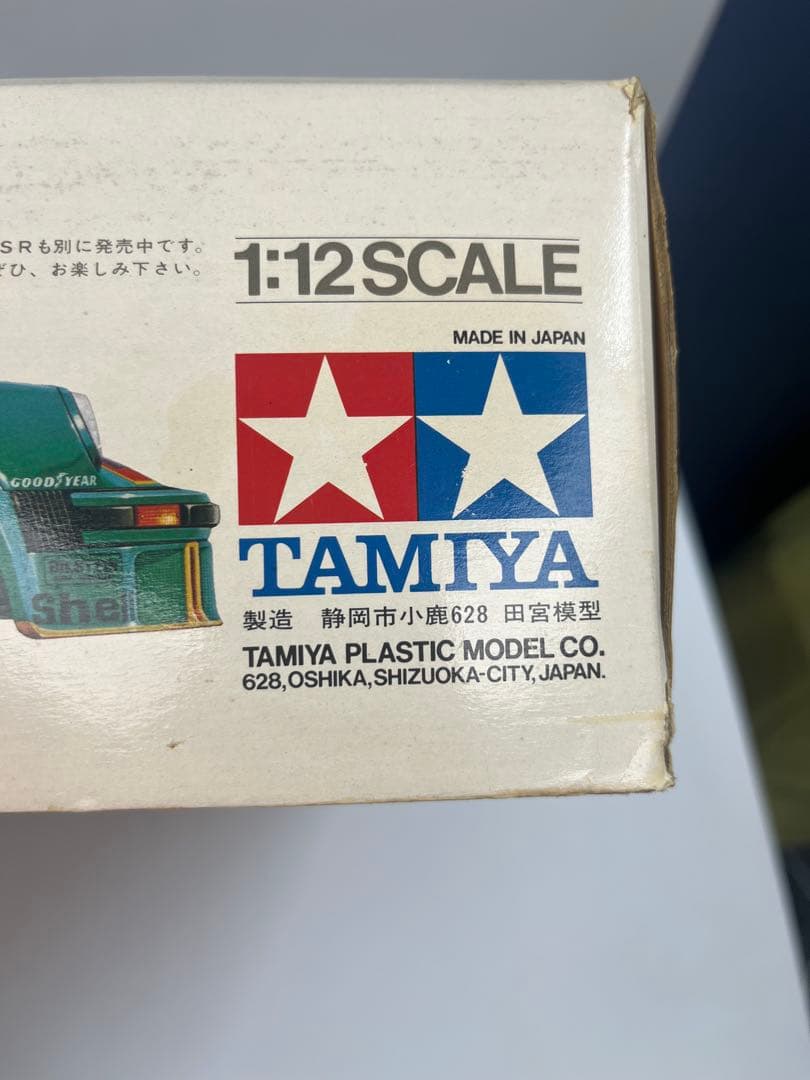 SRも別に発売中です。
ぜひ、お楽しみ下さい。
1:12SCALE
MADE IN JAPAN
GOODYEAR
Shell
TAMIYA
製造 静岡市小鹿628 田宮模型
TAMIYA PLASTIC MODEL CO.
628,OSHIKA,SHIZUOKA-CITY,JAPAN.